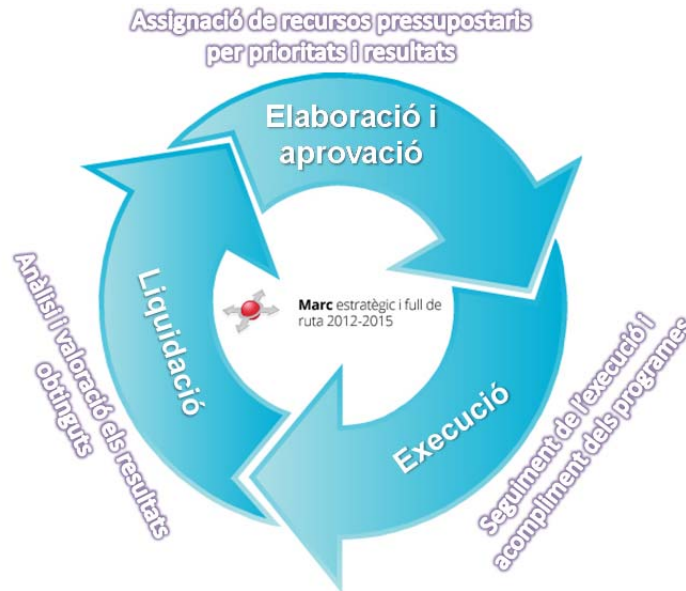 Assignació de recursos pressupostaris
per prioritats i resultats
Elaboració i
aprovació
Liquidació
Marc estratègic i full de
ruta 2012-2015
Execució
Anàlisi i valoració els resultats
obtinguts
Seguiment de l'execució i
acompliment dels programes